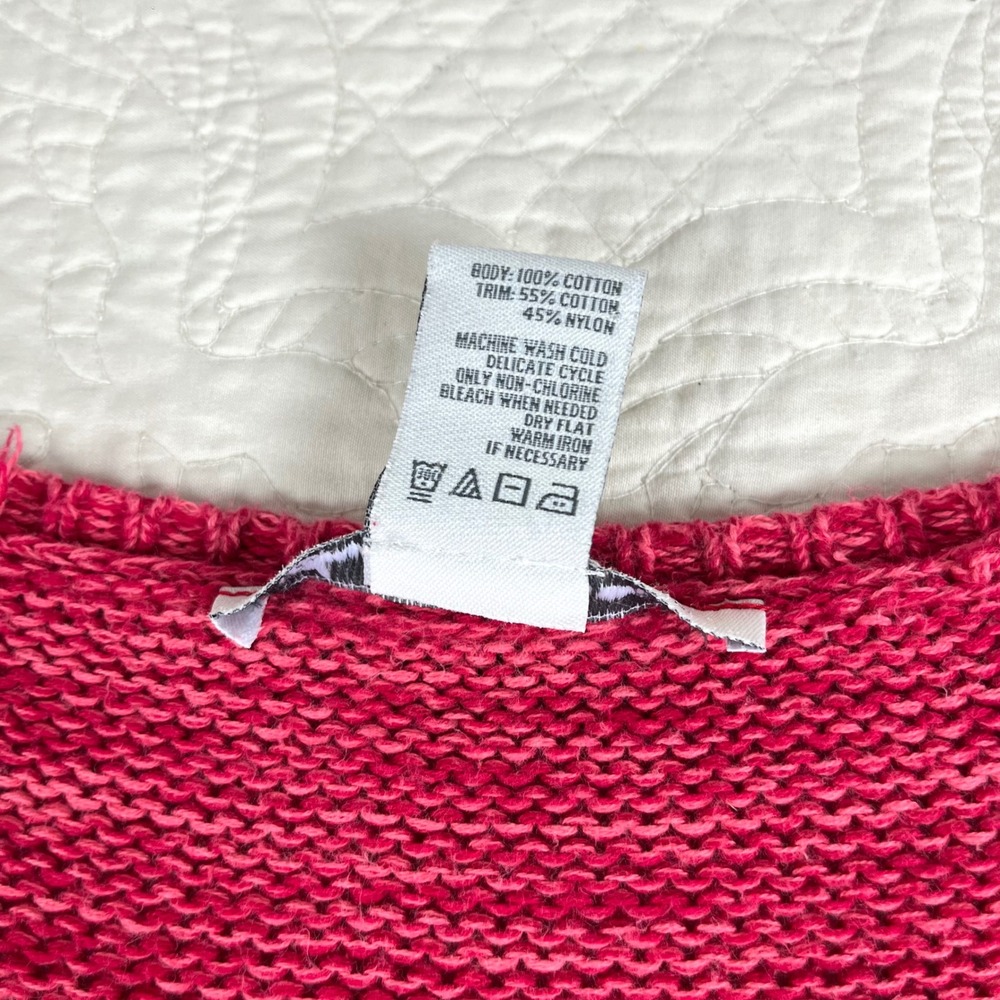 BODY: 100% COTTON
TRIM: 55% COTTON
45% NYLON
MACHINE WASH COLD
DELICATE CYCLE
ONLY NON-CHLORINE
BLEACH WHEN NEEDED
DRY FLAT
WARM IRON
IF NECESSARY
30C